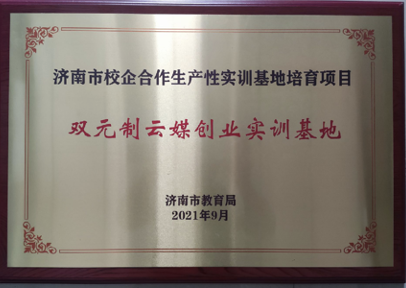 济南市校企合作生产性实训基地培育项目
双元制云媒创业实训基地
济南市教育局
2021年9月